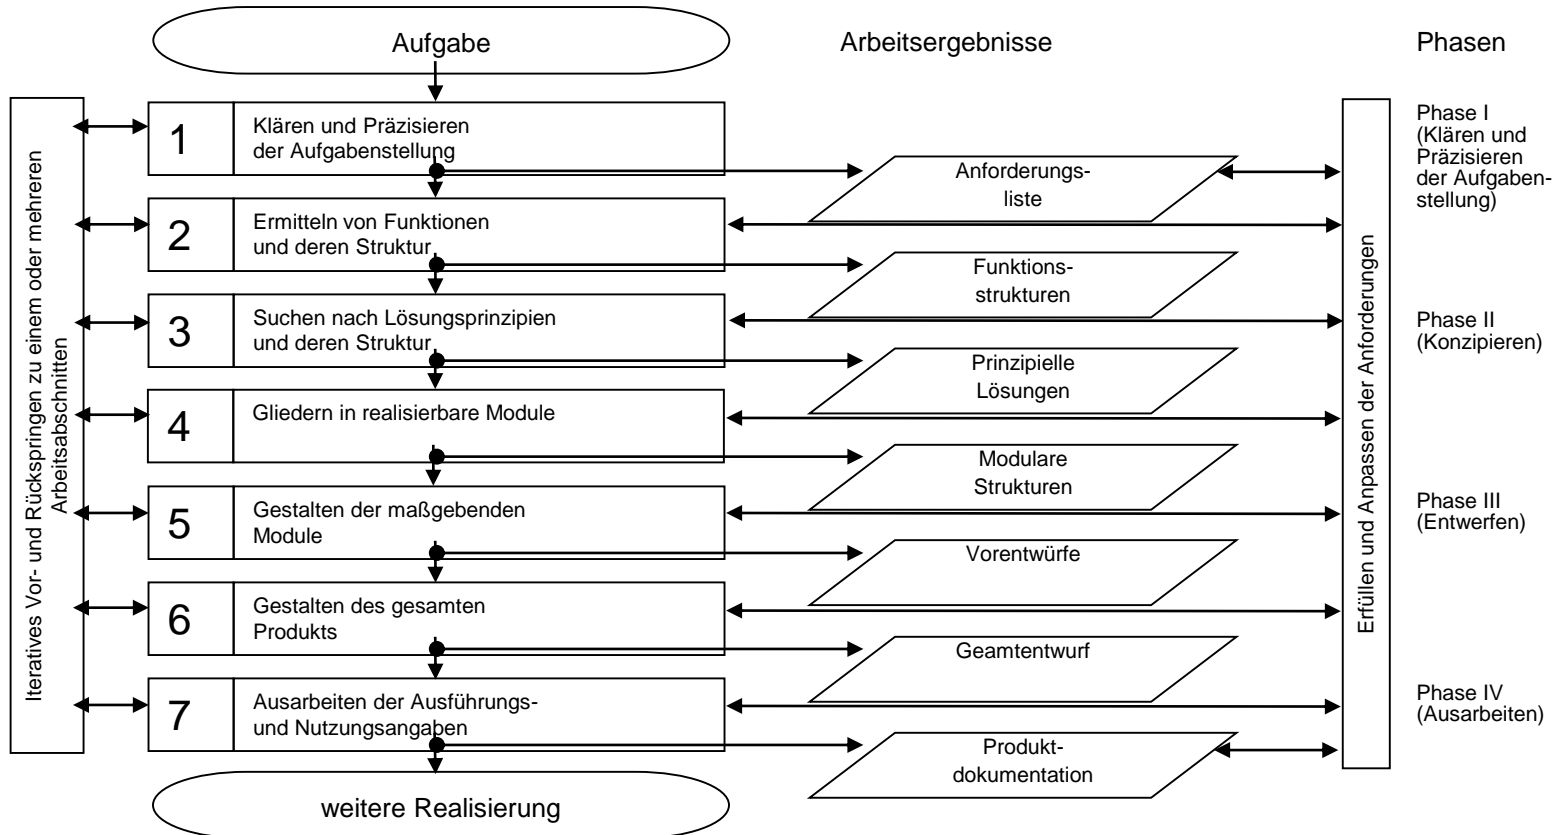 Aufgabe
Arbeitsergebnisse
Phasen
Iteratives Vor- und Rückspringen zu einem oder mehreren
Arbeitsabschnitten
1
Klären und Präzisieren
der Aufgabenstellung
Anforderungs-
liste
2
Ermitteln von Funktionen
und deren Struktur
Funktions-
strukturen
3
Suchen nach Lösungsprinzipien
und deren Struktur
Prinzipielle
Lösungen
4
Gliedern in realisierbare Module
Modulare
Strukturen
5
Gestalten der maßgebenden
Module
Vorentwürfe
6
Gestalten des gesamten
Produkts
Geamtentwurf
7
Ausarbeiten der Ausführungs-
und Nutzungsangaben
Produkt-
dokumentation
weitere Realisierung
Erfüllen und Anpassen der Anforderungen
Phase I
(Klären und
Präzisieren
der Aufgaben-
stellung)
Phase II
(Konzipieren)
Phase III
(Entwerfen)
Phase IV
(Ausarbeiten)